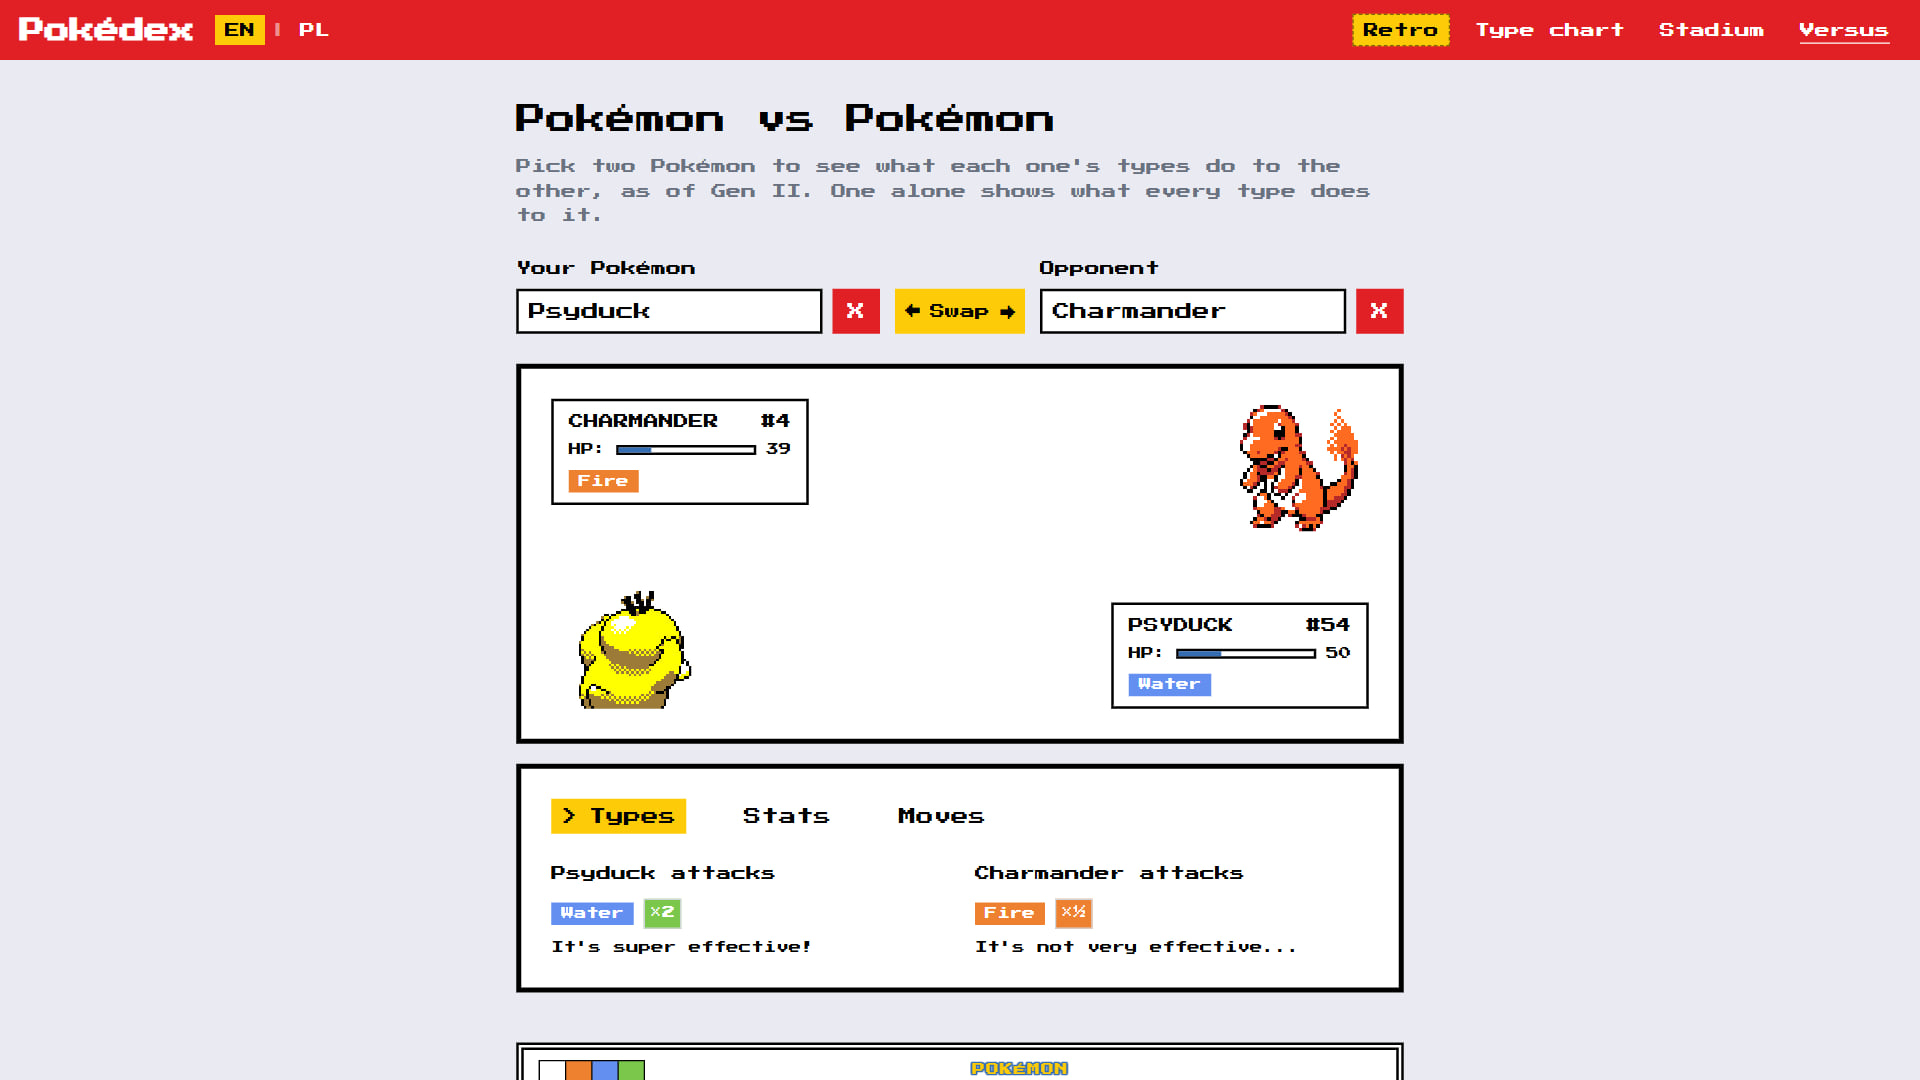 Pokédex EN | PL Retro Type chart Stadium Versus
Pokémon vs Pokémon
Pick two Pokémon to see what each one's types do to the
other, as of Gen II. One alone shows what every type does
to it.
Your Pokémon Opponent
Psyduck X ← Swap → Charmander X
CHARMANDER #4
HP: 39
Fire
PSYDUCK #54
HP: 50
Water
> Types Stats Moves
Psyduck attacks Charmander attacks
Water ×2 Fire ×½
It's super effective! It's not very effective...
POKéMON